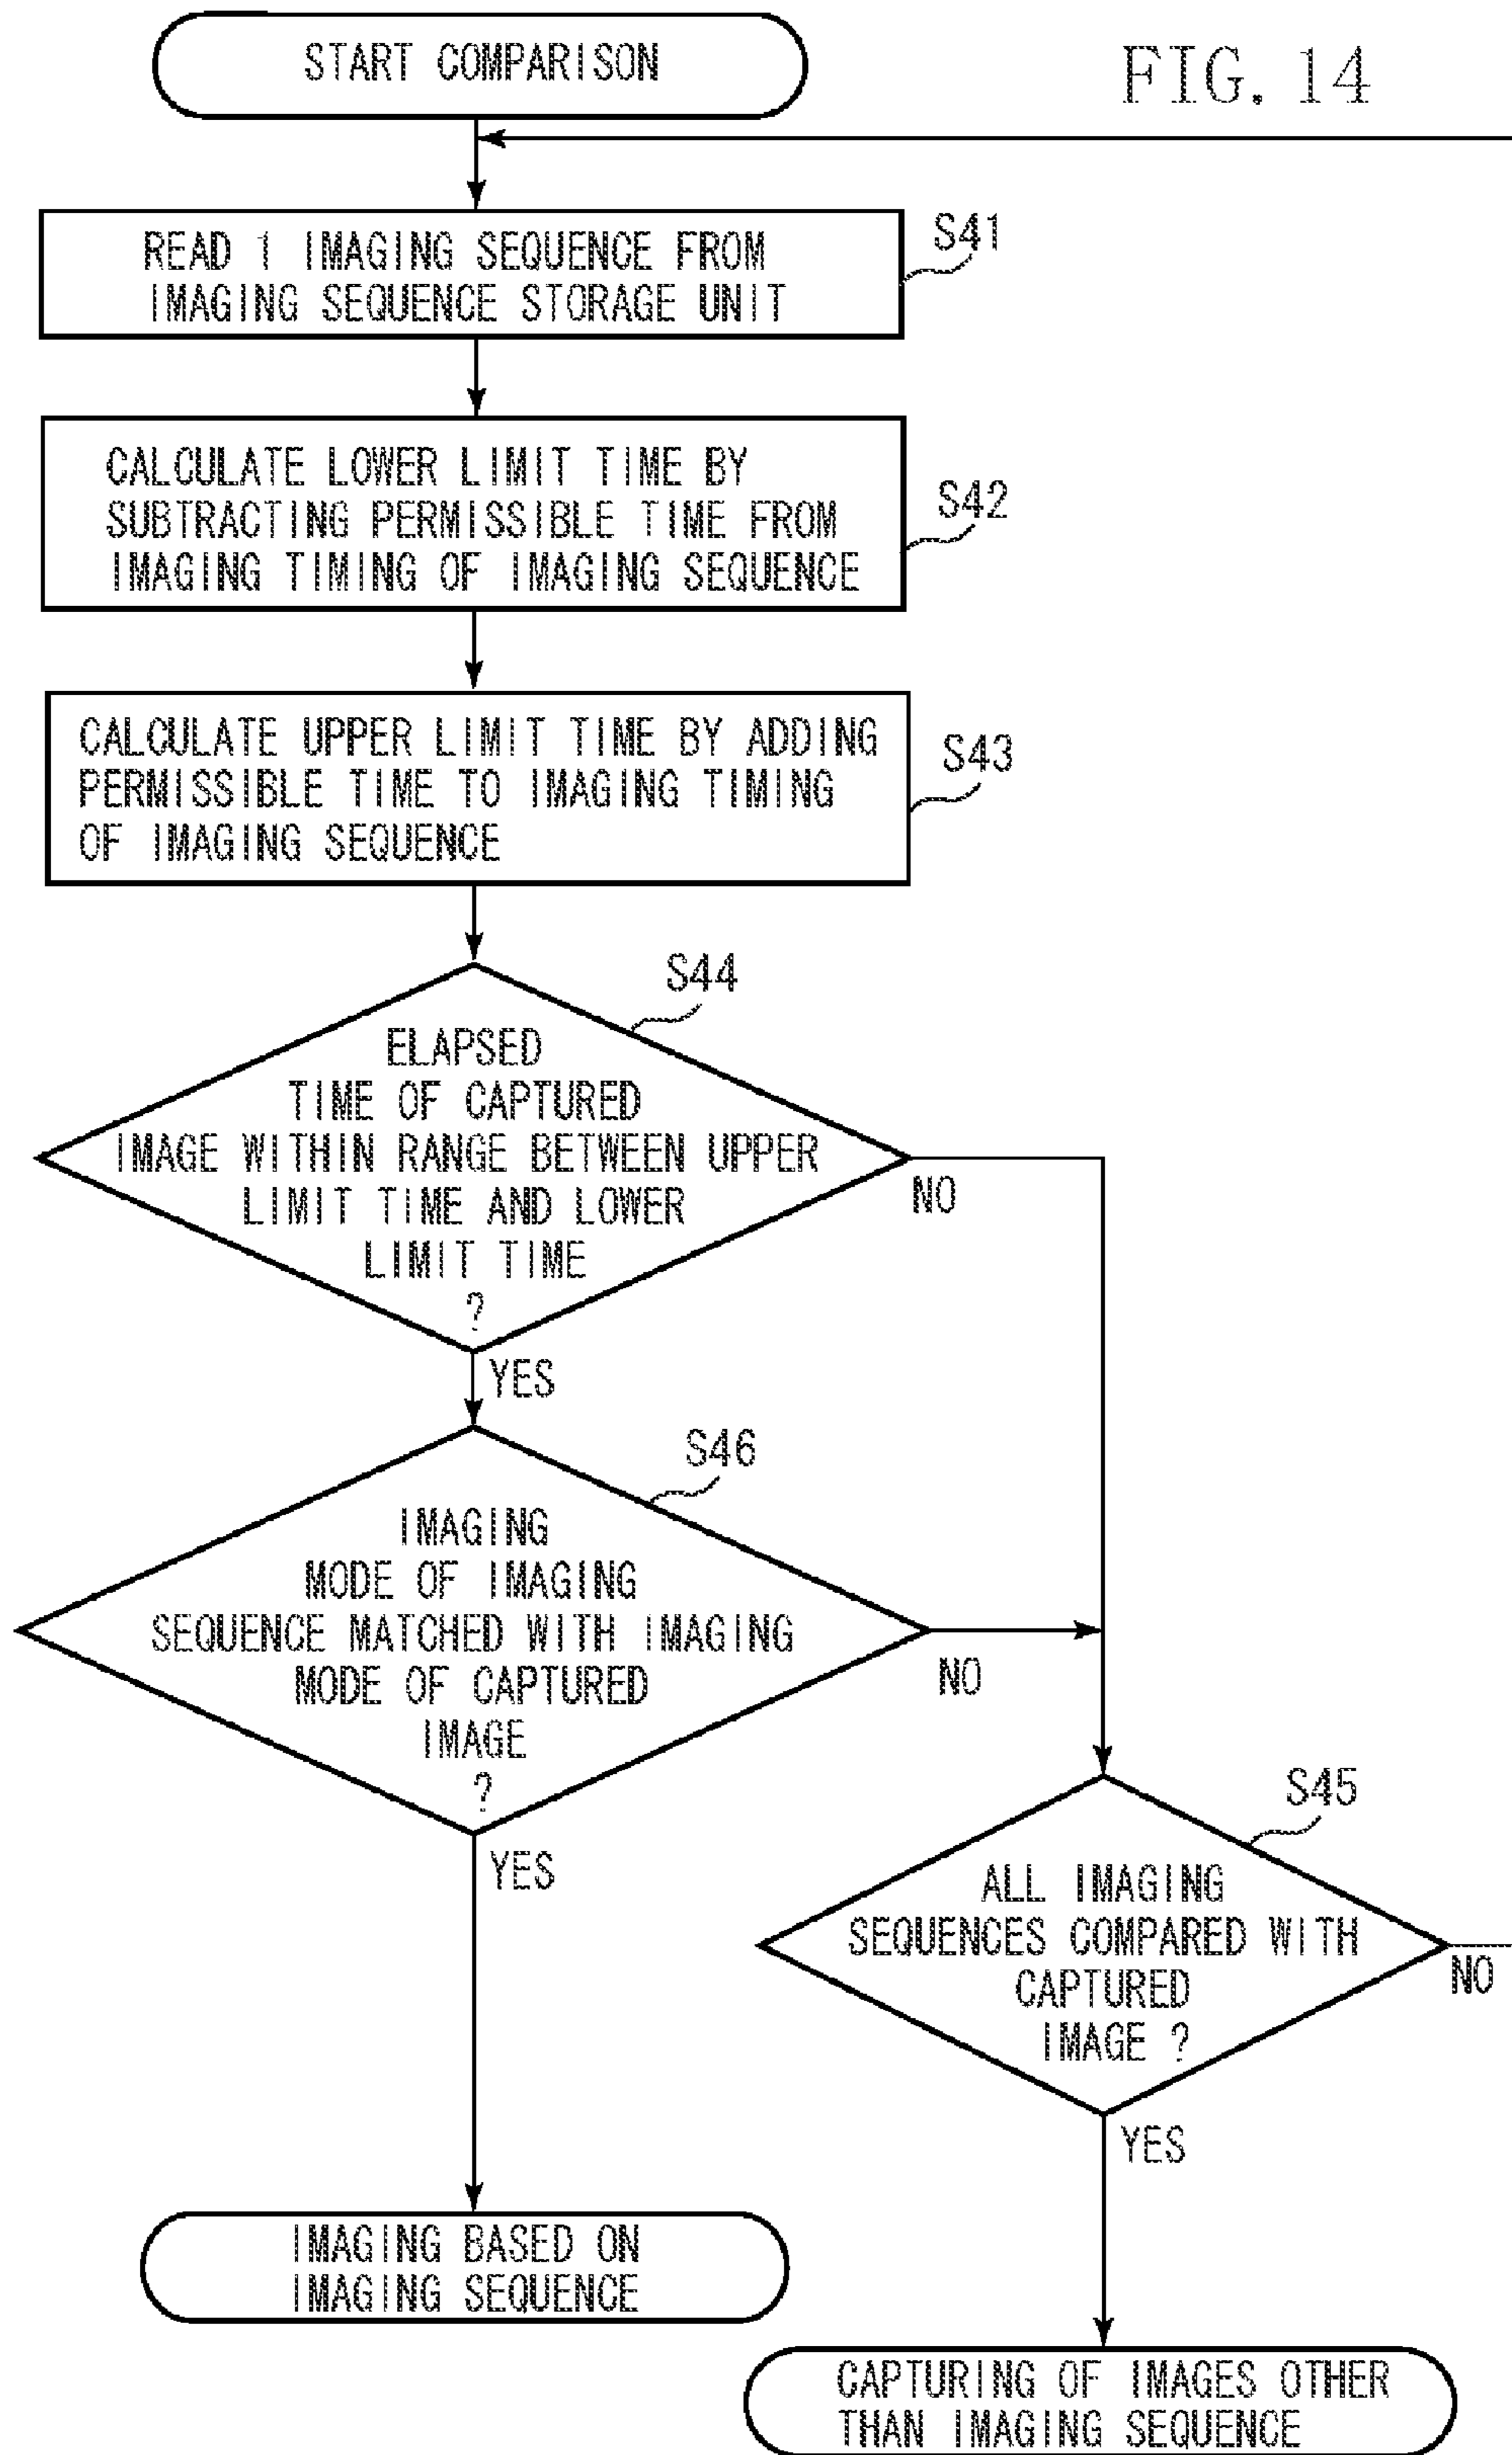 START COMPARISON
FIG. 14
READ 1 IMAGING SEQUENCE FROM
IMAGING SEQUENCE STORAGE UNIT
S41
CALCULATE LOWER LIMIT TIME BY
SUBTRACTING PERMISSIBLE TIME FROM
IMAGING TIMING OF IMAGING SEQUENCE
S42
CALCULATE UPPER LIMIT TIME BY ADDING
PERMISSIBLE TIME TO IMAGING TIMING
OF IMAGING SEQUENCE
S43
S44
ELAPSED
TIME OF CAPTURED
IMAGE WITHIN RANGE BETWEEN UPPER
LIMIT TIME AND LOWER
LIMIT TIME
?
NO
YES
S46
IMAGING
MODE OF IMAGING
SEQUENCE MATCHED WITH IMAGING
MODE OF CAPTURED
IMAGE
?
NO
YES
S45
ALL IMAGING
SEQUENCES COMPARED WITH
CAPTURED
IMAGE ?
NO
YES
IMAGING BASED ON
IMAGING SEQUENCE
CAPTURING OF IMAGES OTHER
THAN IMAGING SEQUENCE